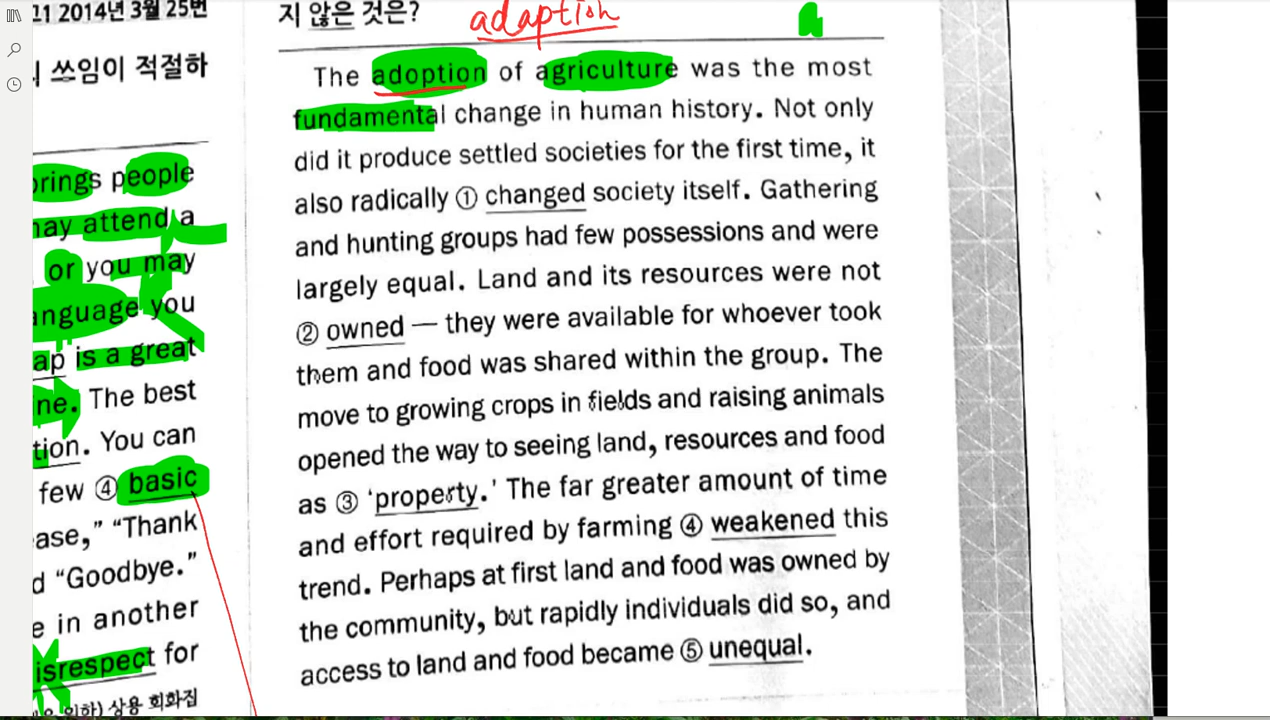 21 2014년 3월 25번
쓰임이 적절하
brings people
may attend a
or you may
language you
is a great
The best
You can
few ④ basic
"Thank
"Goodbye."
in another
disrespect for
상용 회화집
지 않은 것은?
adaptish
The adoption of agriculture was the most
fundamental change in human history. Not only
did it produce settled societies for the first time, it
also radically ① changed society itself. Gathering
and hunting groups had few possessions and were
largely equal. Land and its resources were not
② owned — they were available for whoever took
them and food was shared within the group. The
move to growing crops in fields and raising animals
opened the way to seeing land, resources and food
as ③ 'property.' The far greater amount of time
and effort required by farming ④ weakened this
trend. Perhaps at first land and food was owned by
the community, but rapidly individuals did so, and
access to land and food became ⑤ unequal.